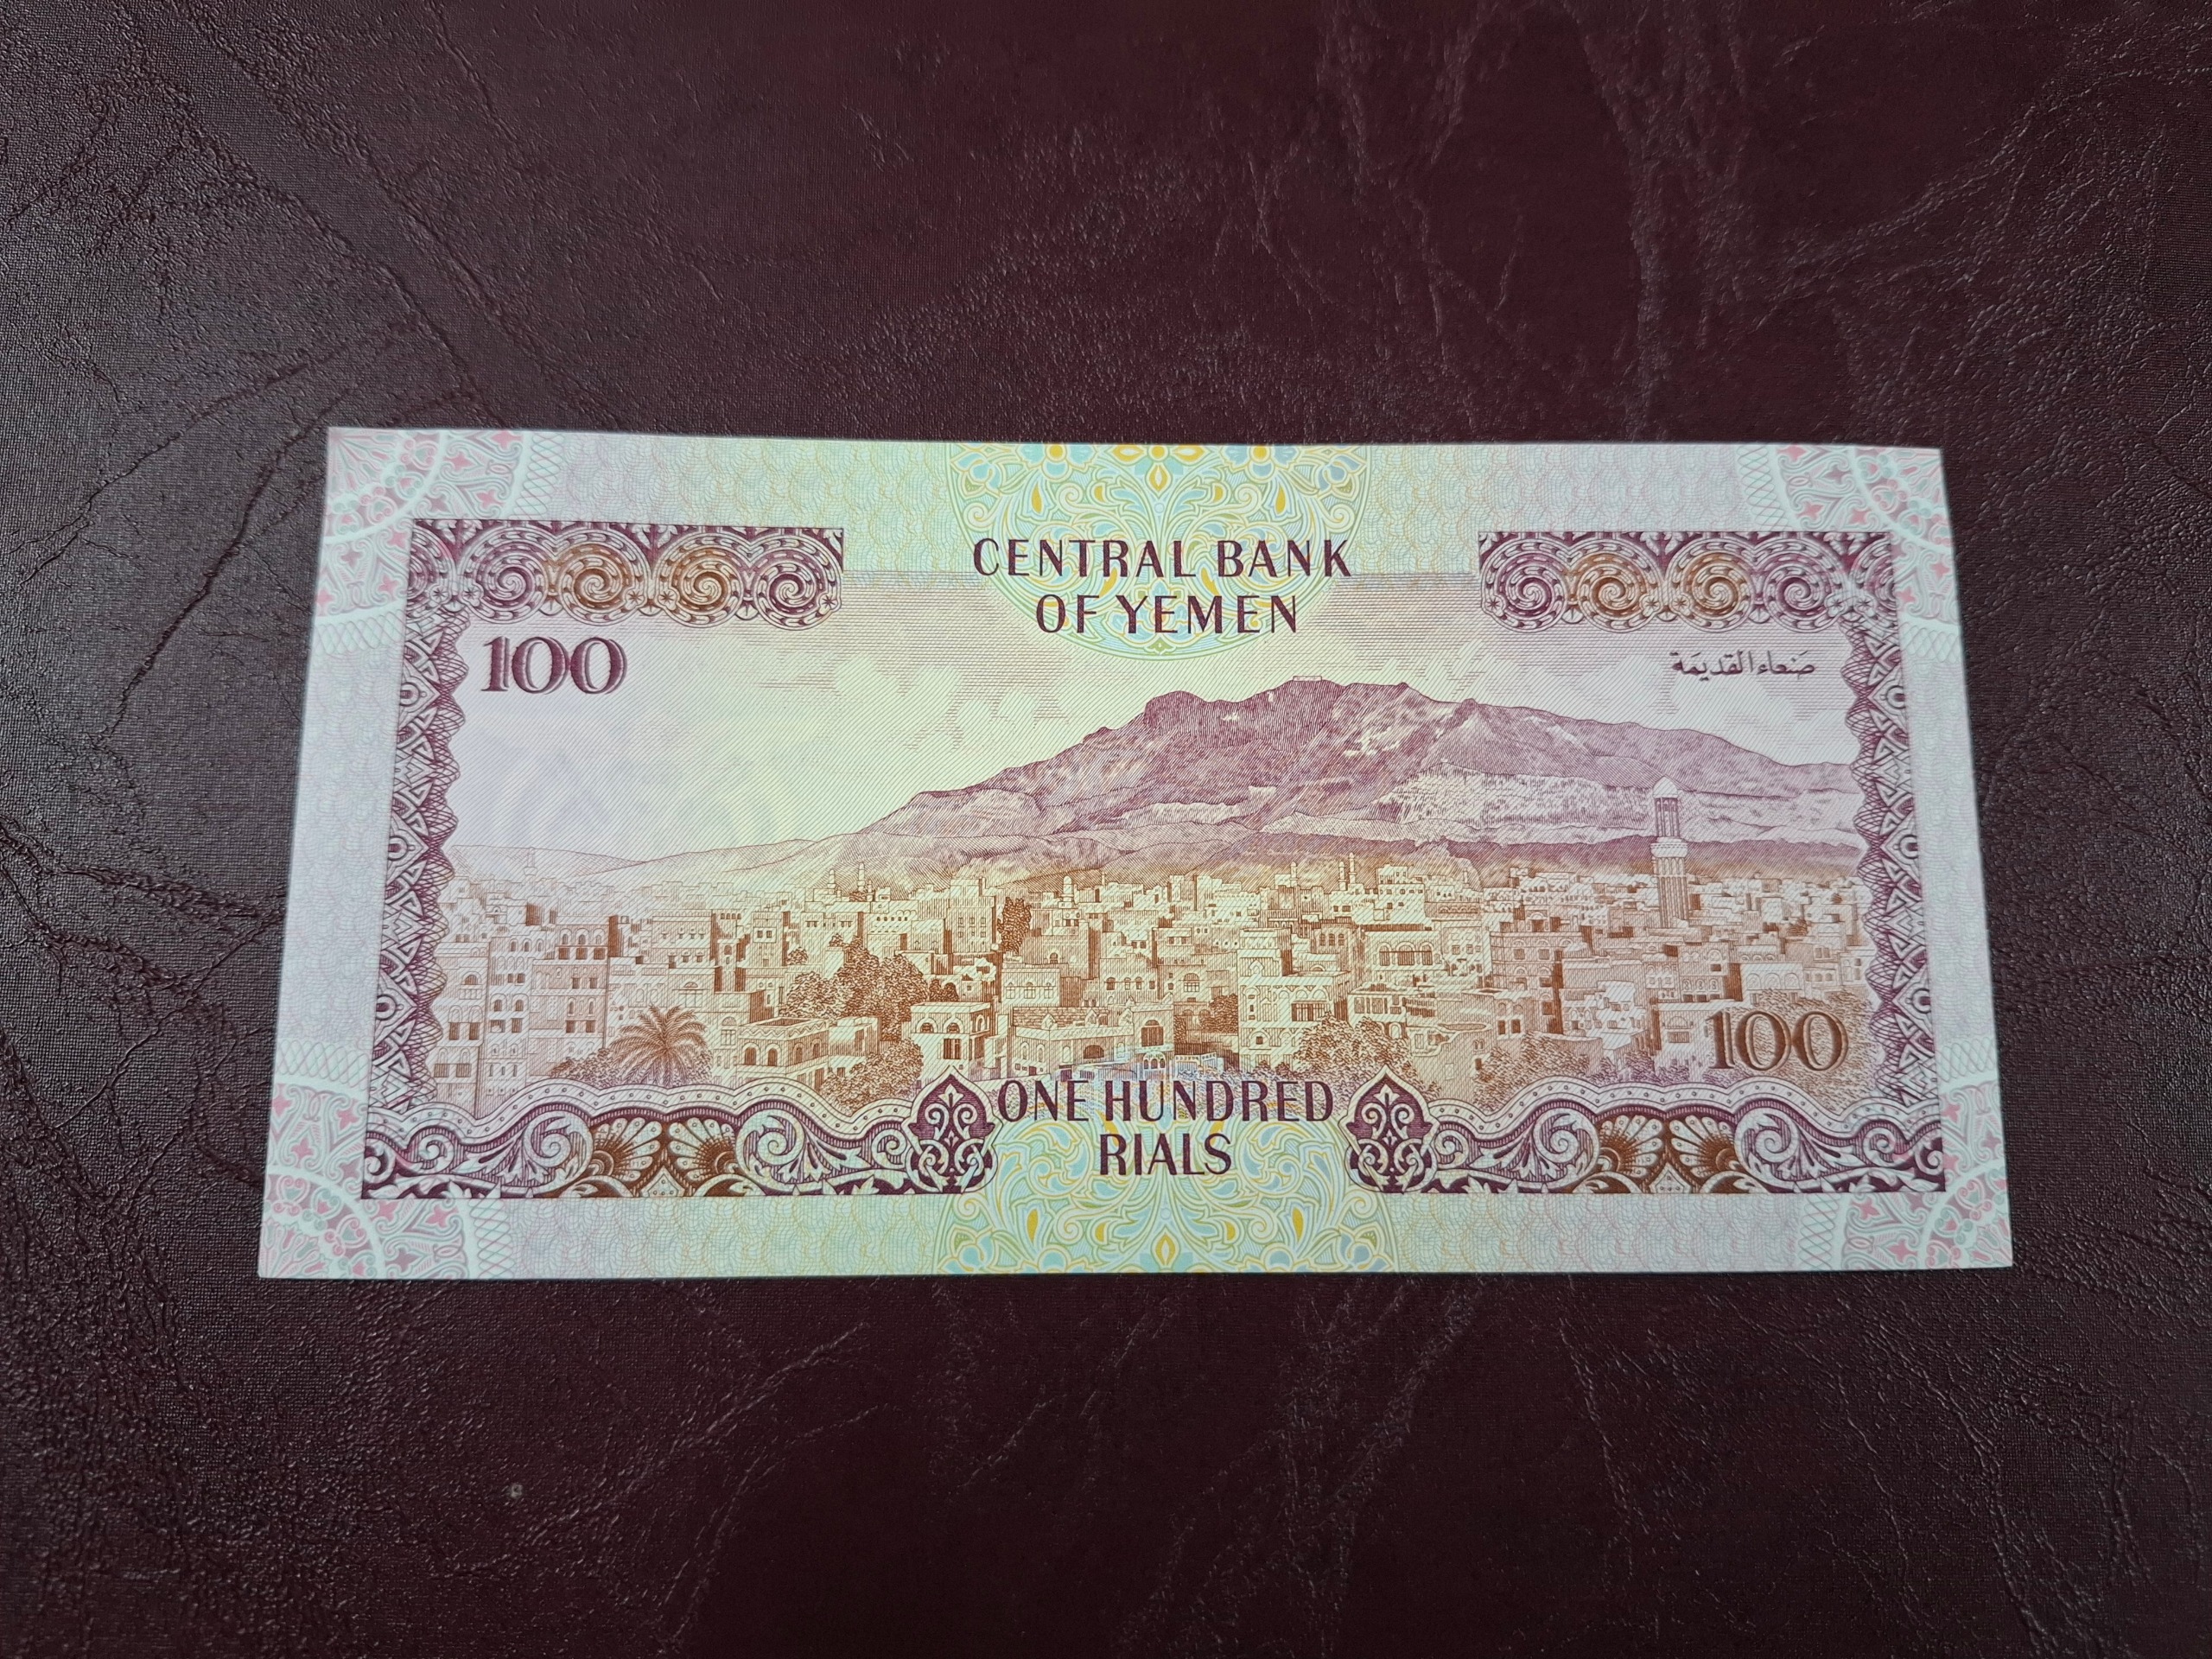 CENTRAL BANK
OF YEMEN
100
صنعاء القديمة
100
ONE HUNDRED
RIALS